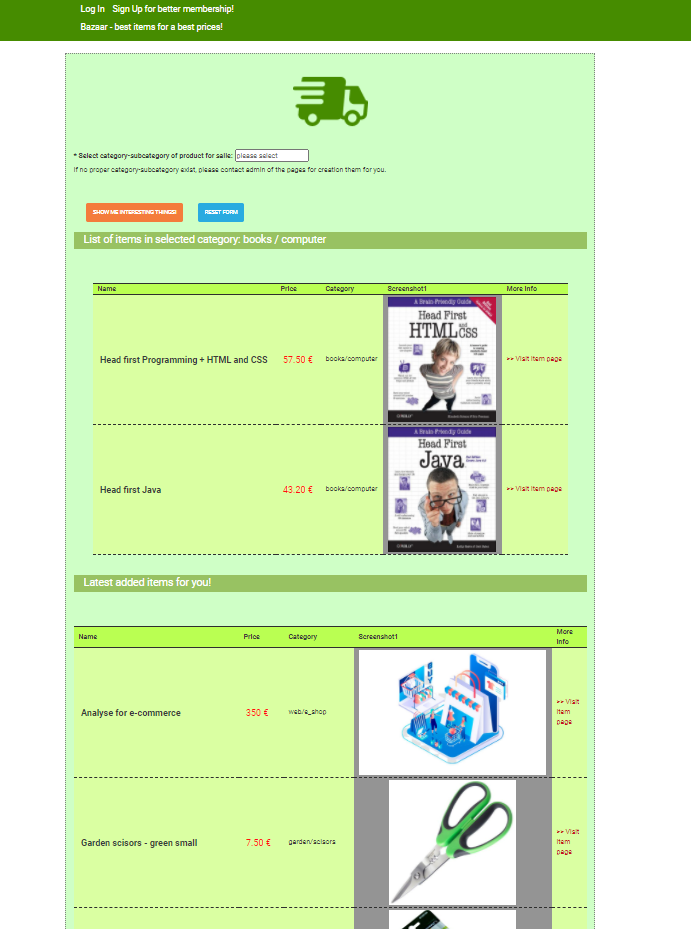 Log In Sign Up for better membership!
Bazaar - best items for a best prices!
* Select category-subcategory of product for salle: please select
If no proper category-subcategory exist, please contact admin of the pages for creation them for you.
SHOW ME INTERESTING THINGS! RESET FORM
List of items in selected category: books / computer
Name Price Category Screenshot1 More Info
A Brain-Friendly Guide
Head First
HTML and CSS
Head first Programming + HTML and CSS 57.50 € books/computer >> Visit item page
A Brain-Friendly Guide
Head First
Java
Head first Java 43.20 € books/computer >> Visit item page
Latest added items for you!
Name Price Category Screenshot1 More
Info
BUY
Analyse for e-commerce 350 € web/e_shop >> Visit
item
page
Garden scisors - green small 7.50 € garden/scisors >> Visit
item
page